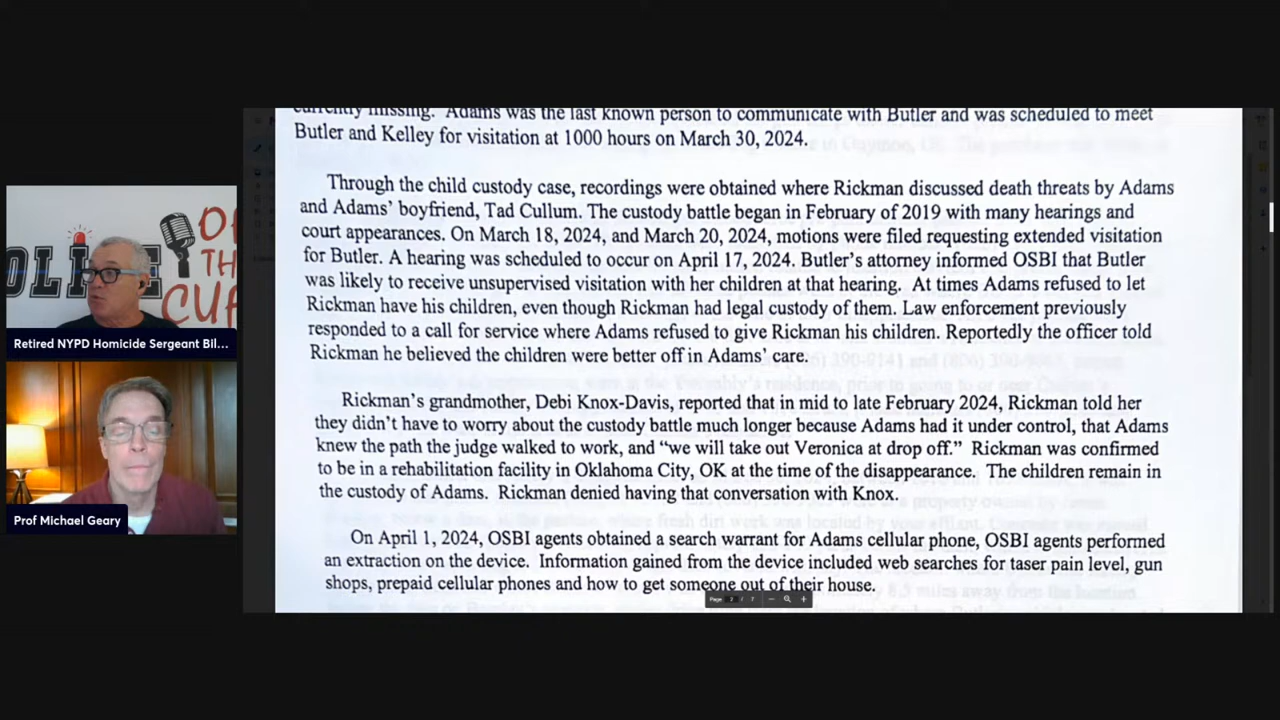 currently missing. Adams was the last known person to communicate with Butler and was scheduled to meet
Butler and Kelley for visitation at 1000 hours on March 30, 2024.
Through the child custody case, recordings were obtained where Rickman discussed death threats by Adams
and Adams' boyfriend, Tad Cullum. The custody battle began in February of 2019 with many hearings and
court appearances. On March 18, 2024, and March 20, 2024, motions were filed requesting extended visitation
for Butler. A hearing was scheduled to occur on April 17, 2024. Butler's attorney informed OSBI that Butler
was likely to receive unsupervised visitation with her children at that hearing. At times Adams refused to let
Rickman have his children, even though Rickman had legal custody of them. Law enforcement previously
responded to a call for service where Adams refused to give Rickman his children. Reportedly the officer told
Rickman he believed the children were better off in Adams' care.
Rickman's grandmother, Debi Knox-Davis, reported that in mid to late February 2024, Rickman told her
they didn't have to worry about the custody battle much longer because Adams had it under control, that Adams
knew the path the judge walked to work, and “we will take out Veronica at drop off.” Rickman was confirmed
to be in a rehabilitation facility in Oklahoma City, OK at the time of the disappearance. The children remain in
the custody of Adams. Rickman denied having that conversation with Knox.
On April 1, 2024, OSBI agents obtained a search warrant for Adams cellular phone, OSBI agents performed
an extraction on the device. Information gained from the device included web searches for taser pain level, gun
shops, prepaid cellular phones and how to get someone out of their house.
Page 2 / 7
OLICE
OF
TH
CUF
Retired NYPD Homicide Sergeant Bil...
Prof Michael Geary